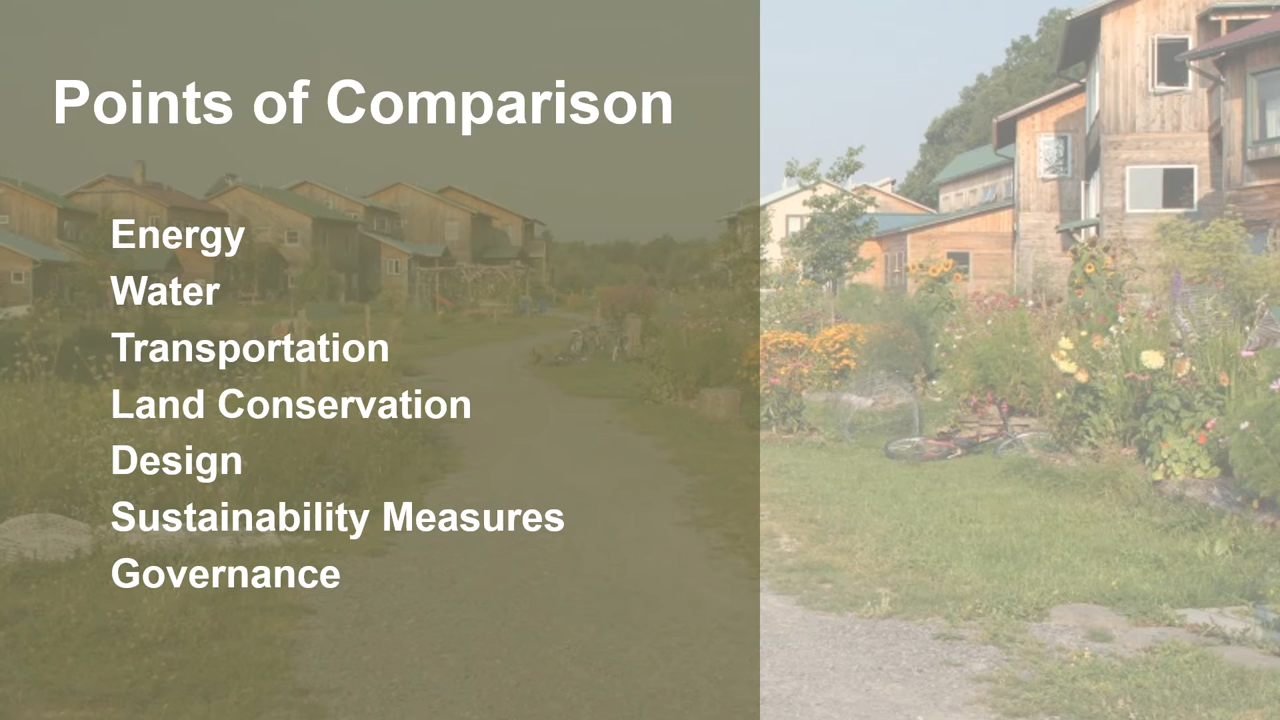 Points of Comparison
Energy
Water
Transportation
Land Conservation
Design
Sustainability Measures
Governance